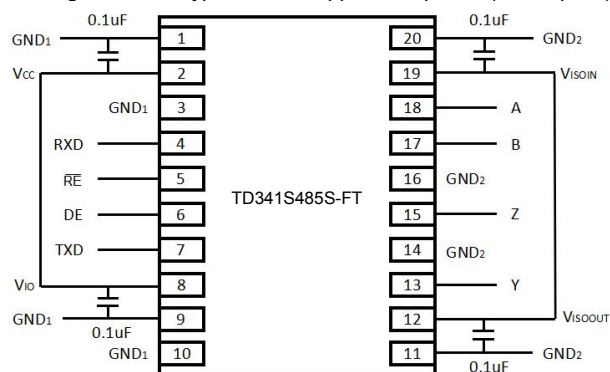 0.1uF
0.1uF
GND1
1
20
GND2
Vcc
2
19
VISOIN
GND1
3
18
A
RXD
4
17
B
RE
5
16
GND2
TD341S485S-FT
DE
6
15
Z
TXD
7
14
GND2
VIO
8
13
Y
GND1
9
12
VISOOUT
0.1uF
GND1
10
11
GND2
0.1uF